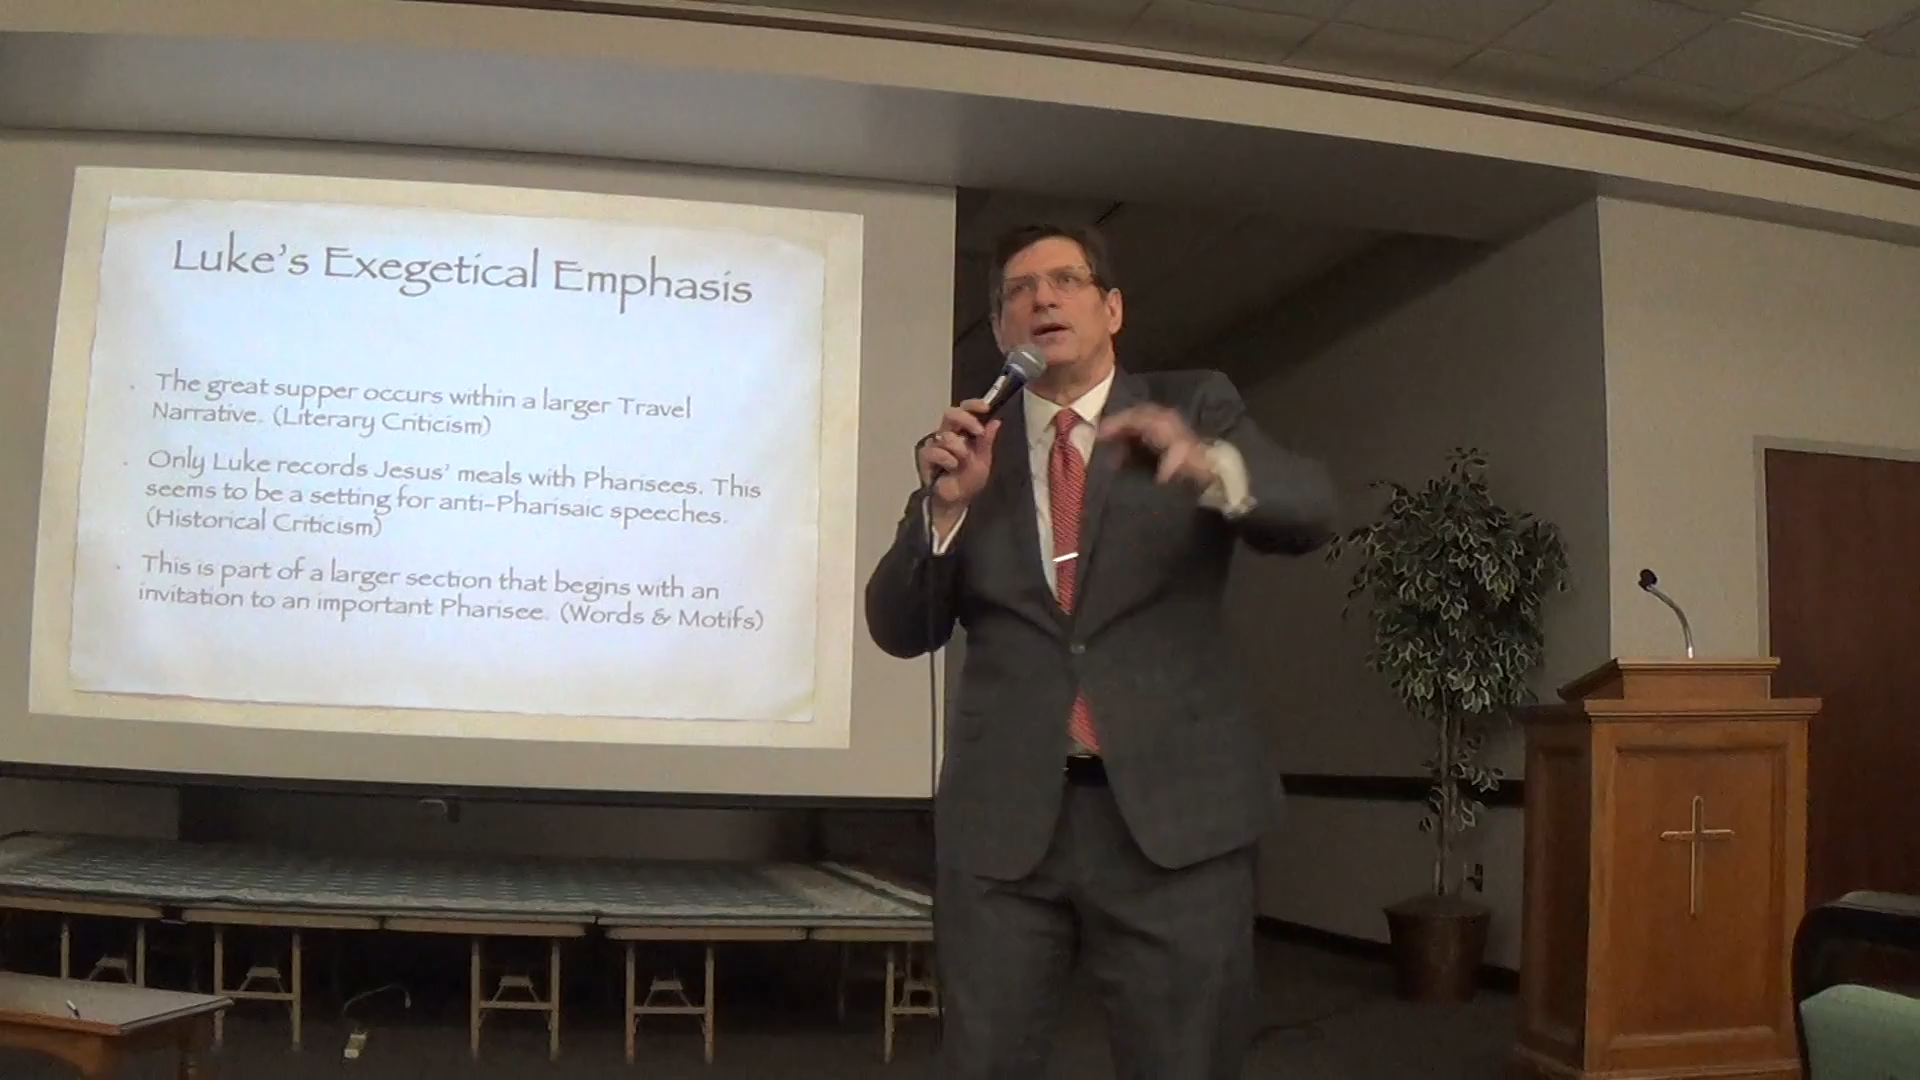 Luke's Exegetical Emphasis
. The great supper occurs within a larger Travel
Narrative. (Literary Criticism)
. Only Luke records Jesus' meals with Pharisees. This
seems to be a setting for anti-Pharisaic speeches.
(Historical Criticism)
. This is part of a larger section that begins with an
invitation to an important Pharisee. (Words & Motifs)